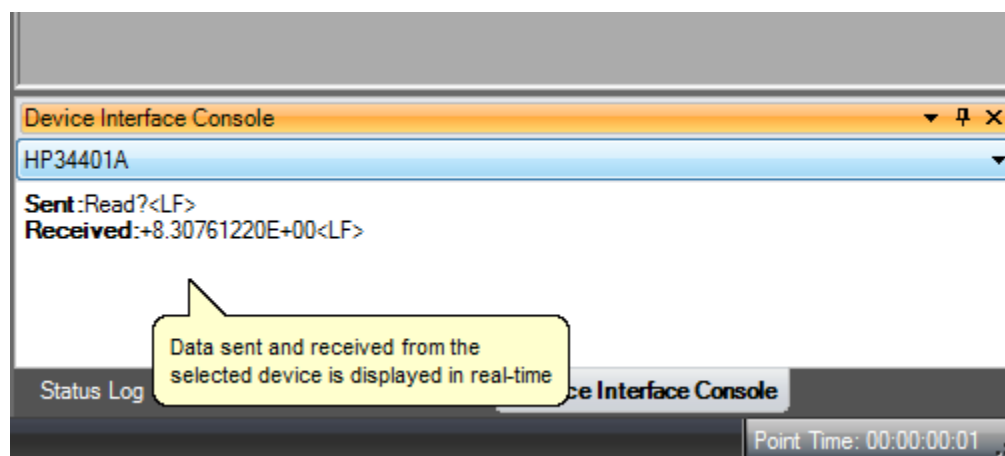 Device Interface Console
HP34401A
Sent:Read?<LF>
Received:+8.30761220E+00<LF>
Data sent and received from the
selected device is displayed in real-time
Status Log
ce Interface Console
Point Time: 00:00:00:01